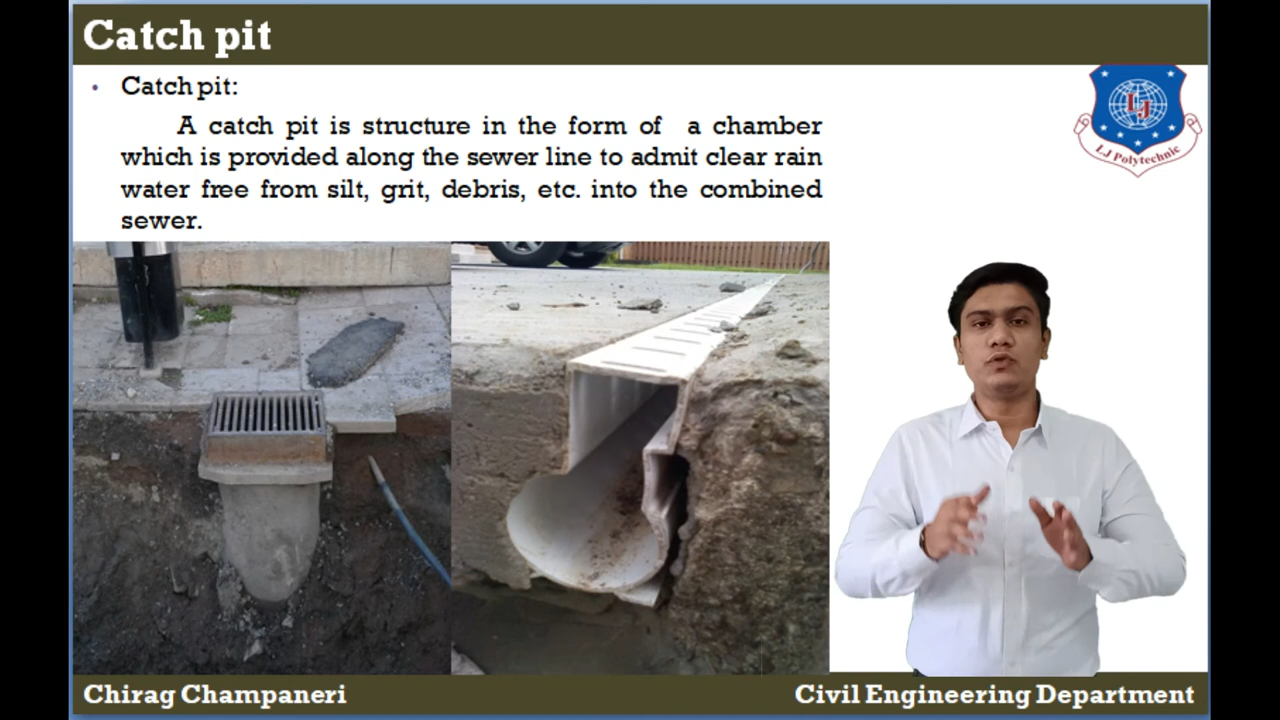 Catch pit
• Catch pit:
A catch pit is structure in the form of a chamber
which is provided along the sewer line to admit clear rain
water free from silt, grit, debris, etc. into the combined
sewer.
LJ
LJ Polytechnic
Chirag Champaneri
Civil Engineering Department